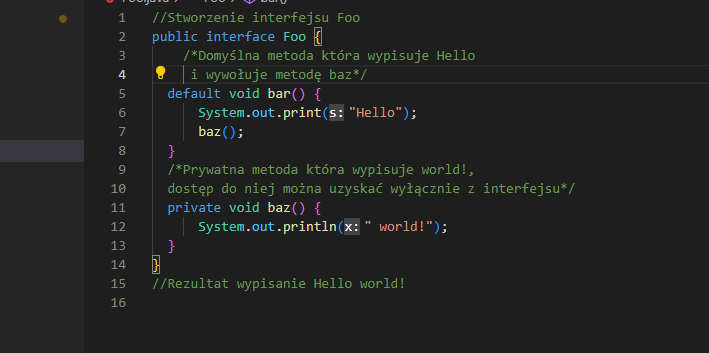 1 //Stworzenie interfejsu Foo
2 public interface Foo {
3 /*Domyślna metoda która wypisuje Hello
4 i wywołuje metodę baz*/
5 default void bar() {
6 System.out.print(s: "Hello");
7 baz();
8 }
9 /*Prywatna metoda która wypisuje world!,
10 dostęp do niej można uzyskać wyłącznie z interfejsu*/
11 private void baz() {
12 System.out.println(x: " world!");
13 }
14 }
15 //Rezultat wypisanie Hello world!
16